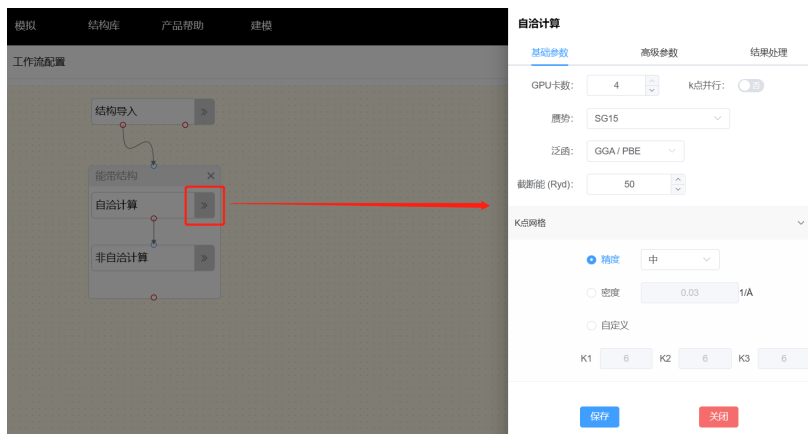 模拟 结构库 产品帮助 建模
工作流配置
结构导入
能带结构
自洽计算
非自洽计算
自洽计算
基础参数 高级参数 结果处理
GPU卡数: 4 k点并行: 否
赝势: SG15
泛函: GGA / PBE
截断能 (Ryd): 50
K点网格
精度 中
密度 0.03 1/Å
自定义
K1 6 K2 6 K3 6
保存 关闭